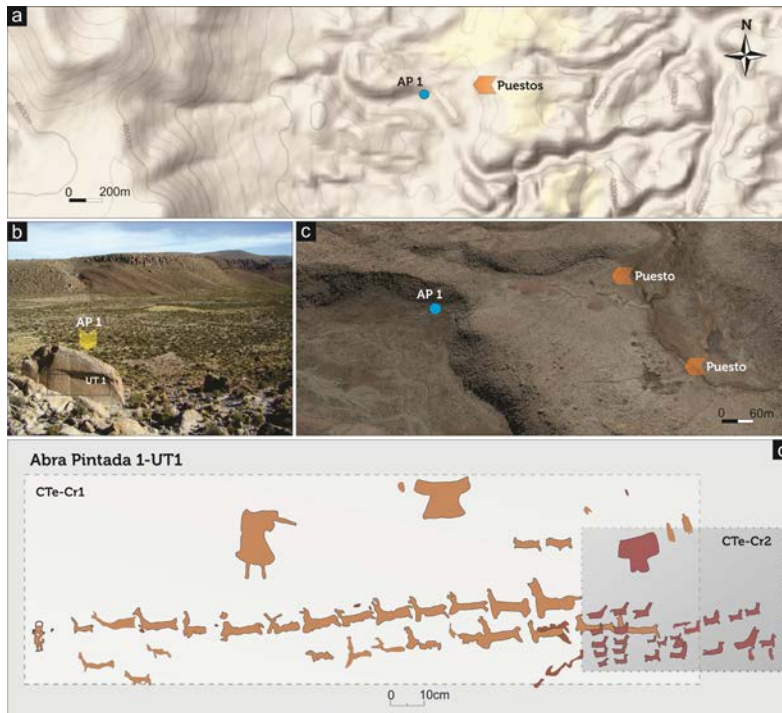 a
N
AP 1
Puestos
0 200m
b
AP 1
UT 1
c
AP 1
Puesto
Puesto
0 60m
d
Abra Pintada 1-UT1
CTe-Cr1
CTe-Cr2
0 10cm